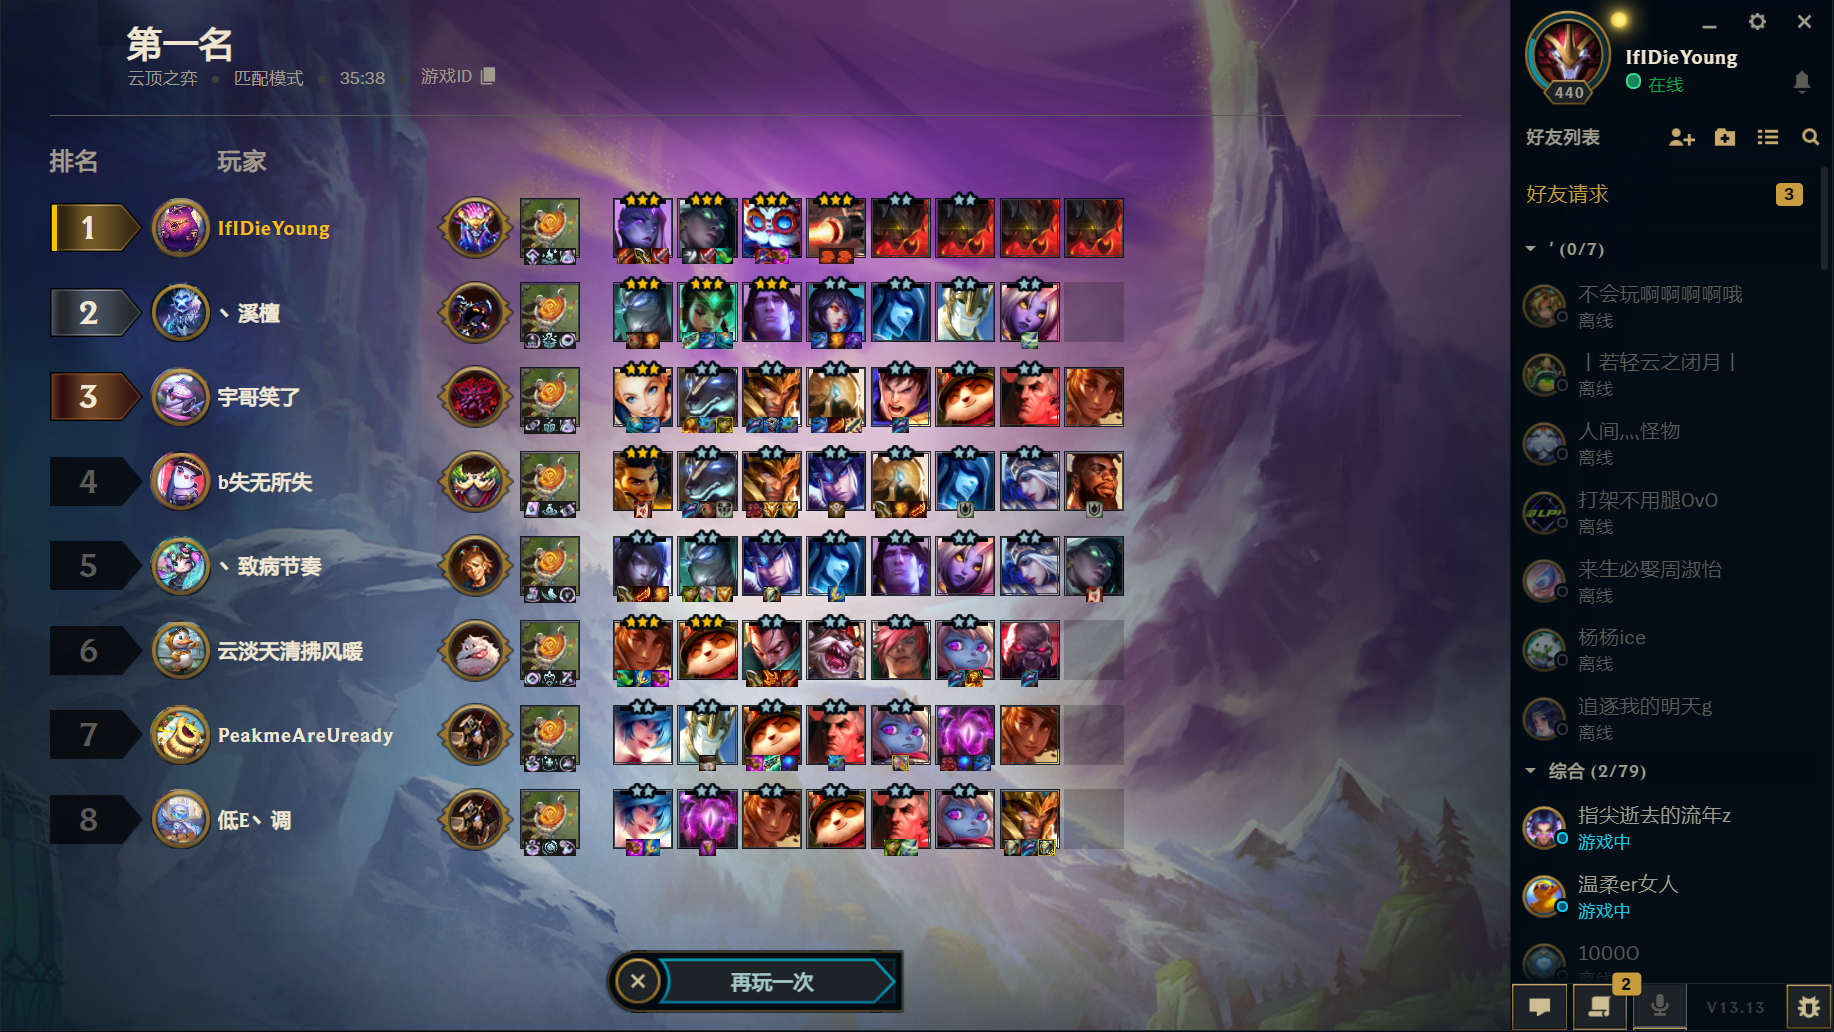 第一名
云顶之弈 • 匹配模式 • 35:38 • 游戏ID
排名 玩家
1 IfIDieYoung
2 丶溪檀
3 宇哥笑了
4 b失无所失
5 丶致病节奏
6 云淡天清拂风暖
7 PeakmeAreUready
8 低E丶调
再玩一次
IfIDieYoung
在线
440
好友列表
好友请求 3
' (0/7)
不会玩啊啊啊啊哦
离线
丨若轻云之闭月丨
离线
人间灬怪物
离线
打架不用腿OvO
离线
来生必娶周淑怡
离线
杨杨ice
离线
追逐我的明天g
离线
综合 (2/79)
指尖逝去的流年z
游戏中
温柔er女人
游戏中
10000
离线
2
V13.13